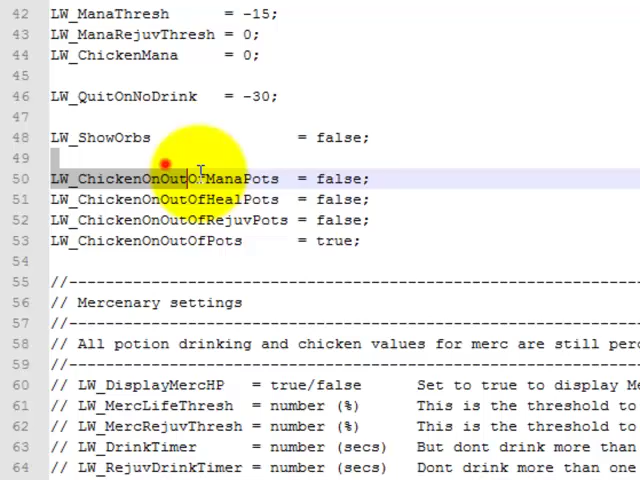 42 LW_ManaThresh = -15;
43 LW_ManaRejuvThresh = 0;
44 LW_ChickenMana = 0;
45
46 LW_QuitOnNoDrink = -30;
47
48 LW_ShowOrbs = false;
49
50 LW_ChickenOnOutOfManaPots = false;
51 LW_ChickenOnOutOfHealPots = false;
52 LW_ChickenOnOutOfRejuvPots = false;
53 LW_ChickenOnOutOfPots = true;
54
55 //----------------------------------------------------------------
56 // Mercenary settings
57 //----------------------------------------------------------------
58 // All potion drinking and chicken values for merc are still perc
59 //----------------------------------------------------------------
60 // LW_DisplayMercHP = true/false Set to true to display Me
61 // LW_MercLifeThresh = number (%) This is the threshold to
62 // LW_MercRejuvThresh = number (%) This is the threshold to
63 // LW_DrinkTimer = number (secs) But dont drink more than
64 // LW_RejuvDrinkTimer = number (secs) Dont drink more than one